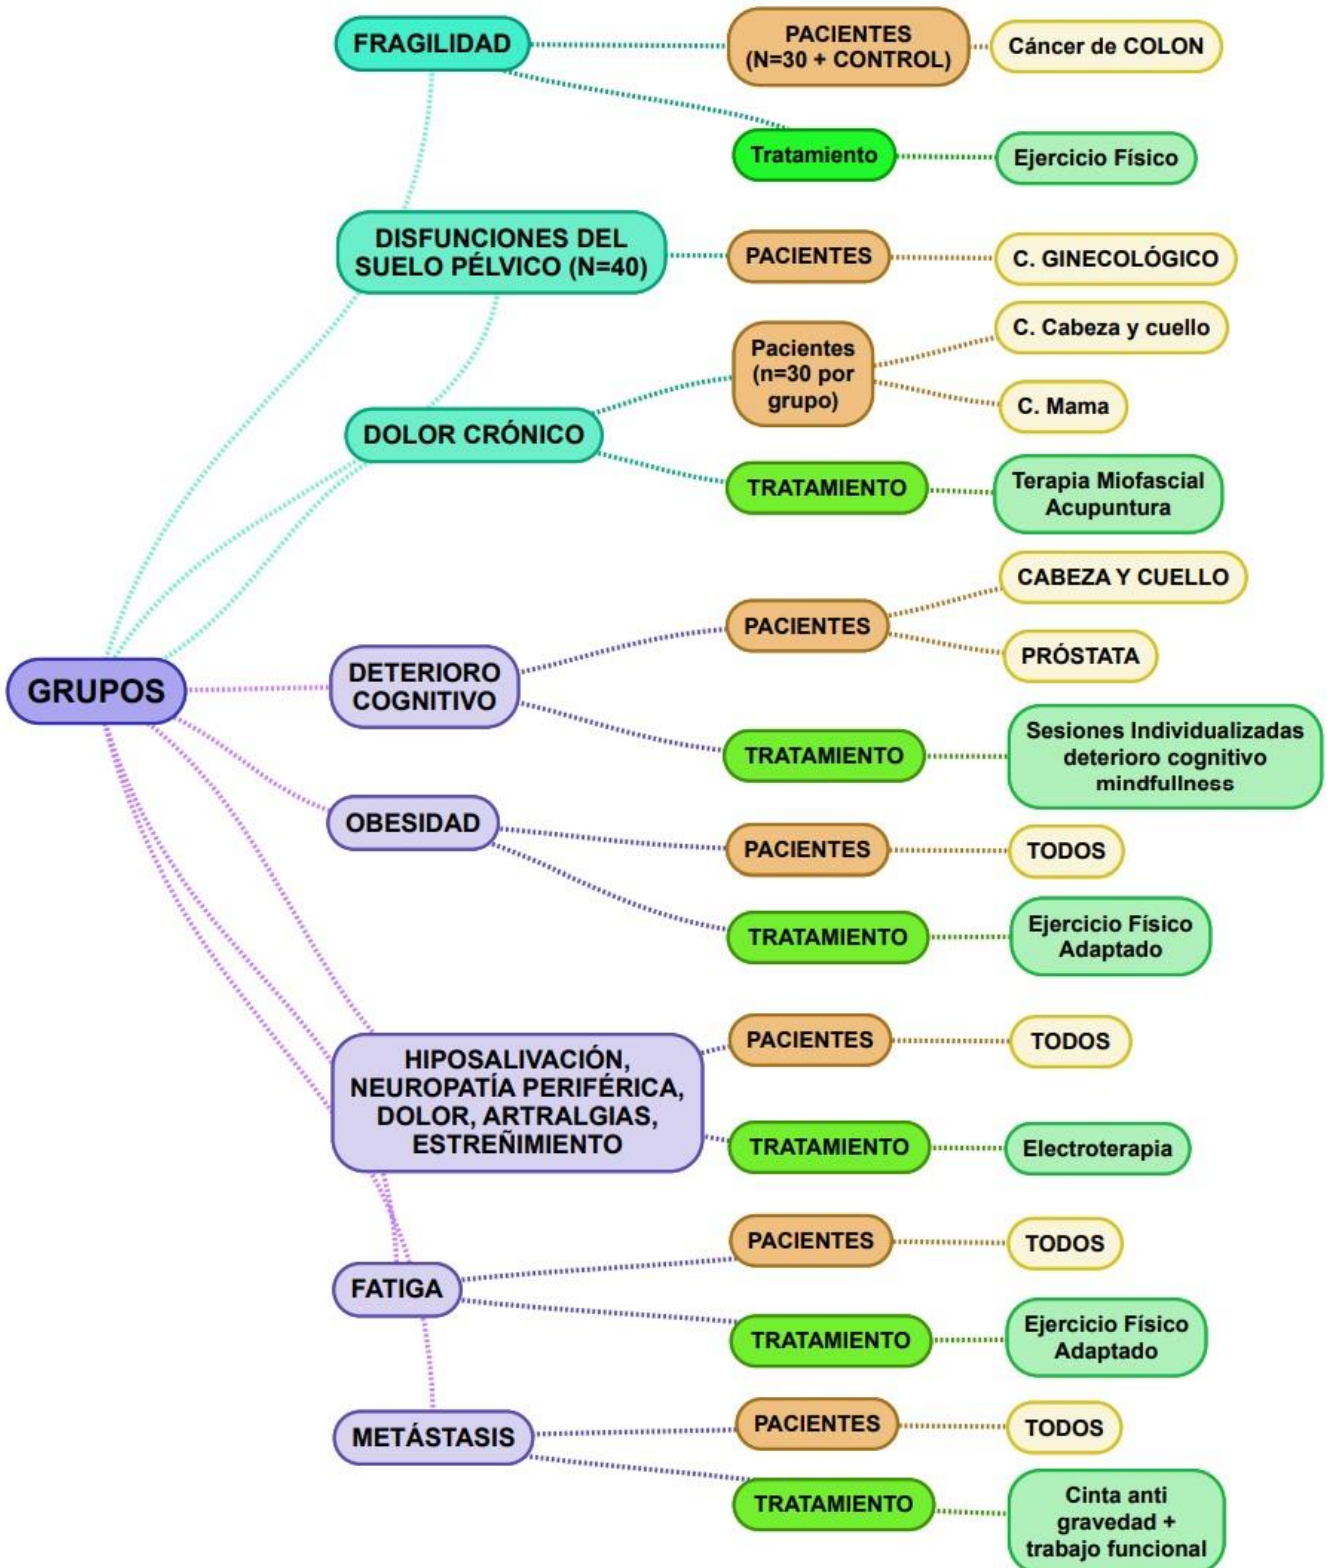 FRAGILIDAD
PACIENTES
(N=30 + CONTROL)
Cáncer de COLON
Tratamiento
Ejercicio Físico
DISFUNCIONES DEL
SUELO PÉLVICO (N=40)
PACIENTES
C. GINECOLÓGICO
DOLOR CRÓNICO
Pacientes
(n=30 por
grupo)
C. Cabeza y cuello
C. Mama
TRATAMIENTO
Terapia Miofascial
Acupuntura
GRUPOS
DETERIORO
COGNITIVO
PACIENTES
CABEZA Y CUELLO
PRÓSTATA
TRATAMIENTO
Sesiones Individualizadas
deterioro cognitivo
mindfullness
OBESIDAD
PACIENTES
TODOS
TRATAMIENTO
Ejercicio Físico
Adaptado
HIPOSALIVACIÓN,
NEUROPATÍA PERIFÉRICA,
DOLOR, ARTRALGIAS,
ESTREÑIMIENTO
PACIENTES
TODOS
TRATAMIENTO
Electroterapia
FATIGA
PACIENTES
TODOS
TRATAMIENTO
Ejercicio Físico
Adaptado
METÁSTASIS
PACIENTES
TODOS
TRATAMIENTO
Cinta anti
gravedad +
trabajo funcional